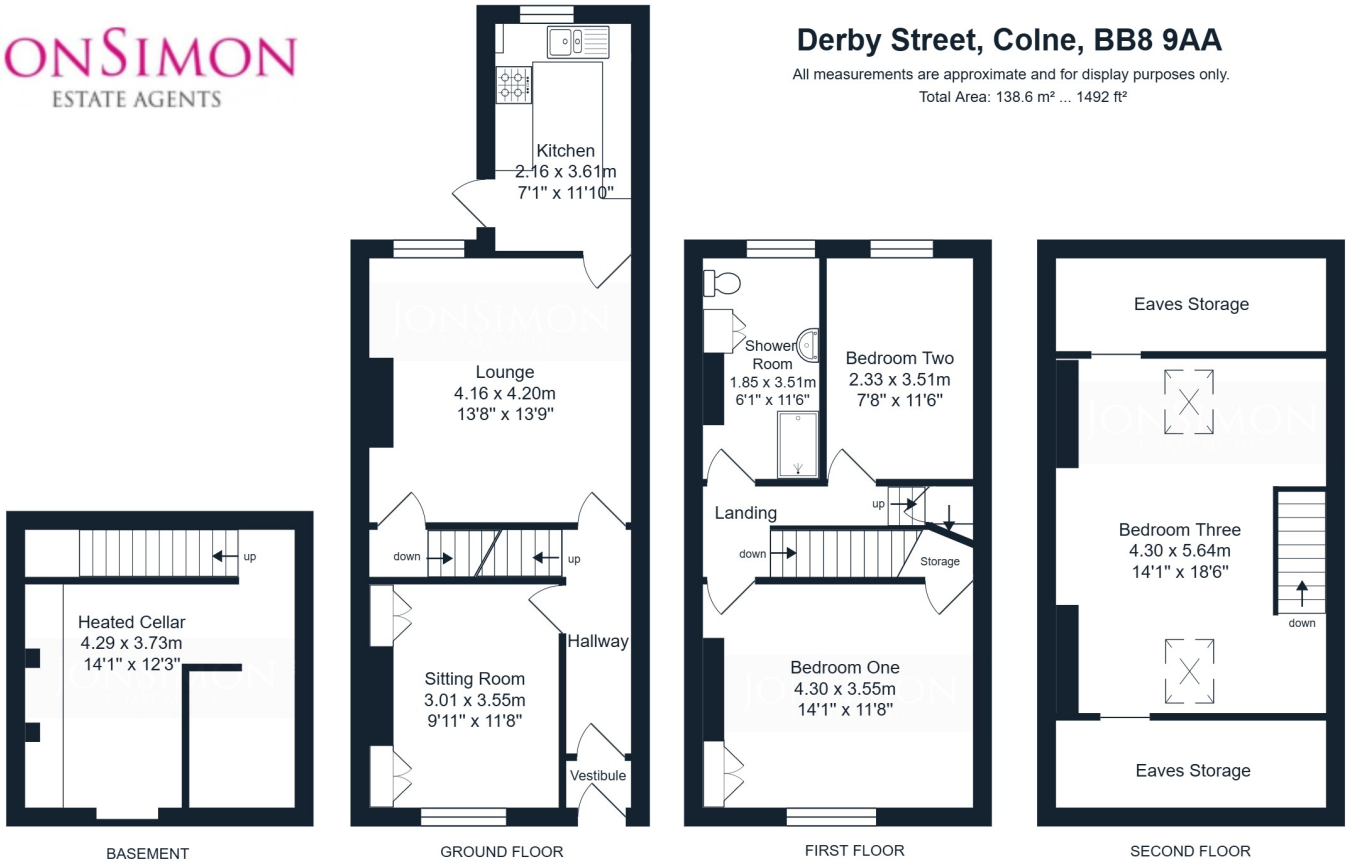 ONSIMON
ESTATE AGENTS
Derby Street, Colne, BB8 9AA
All measurements are approximate and for display purposes only.
Total Area: 138.6 m² ... 1492 ft²
up
Heated Cellar
4.29 x 3.73m
14'1" x 12'3"
JONSIMON
BASEMENT
Kitchen
2.16 x 3.61m
7'1" x 11'10"
JONSIMON
Lounge
4.16 x 4.20m
13'8" x 13'9"
down
up
Hallway
Sitting Room
3.01 x 3.55m
9'11" x 11'8"
Vestibule
GROUND FLOOR
Shower
Room
1.85 x 3.51m
6'1" x 11'6"
Bedroom Two
2.33 x 3.51m
7'8" x 11'6"
up
Landing
down
Storage
Bedroom One
4.30 x 3.55m
14'1" x 11'8"
JONSIMON
FIRST FLOOR
Eaves Storage
JONSIMON
Bedroom Three
4.30 x 5.64m
14'1" x 18'6"
down
Eaves Storage
SECOND FLOOR